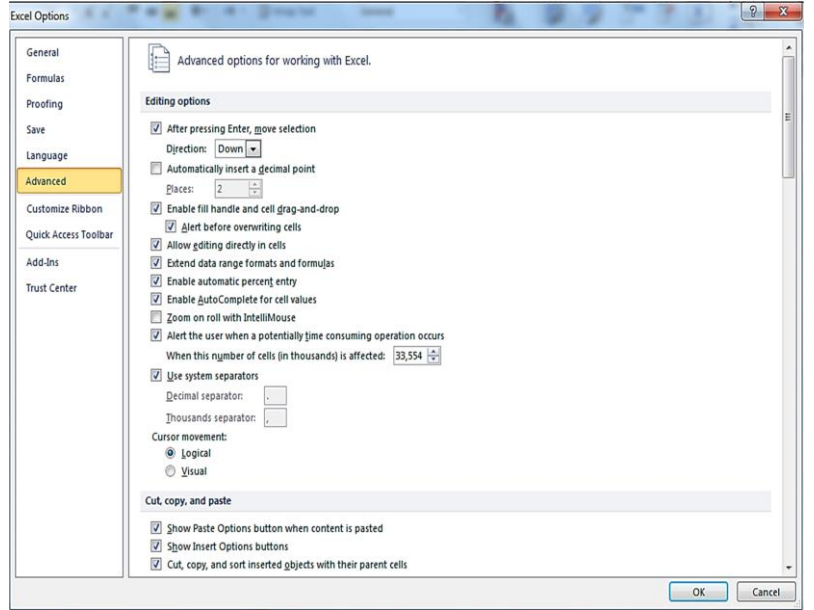 Excel Options
General
Formulas
Proofing
Save
Language
Advanced
Customize Ribbon
Quick Access Toolbar
Add-Ins
Trust Center
Advanced options for working with Excel.
Editing options
After pressing Enter, move selection
Direction: Down
Automatically insert a decimal point
Places: 2
Enable fill handle and cell drag-and-drop
Alert before overwriting cells
Allow editing directly in cells
Extend data range formats and formulas
Enable automatic percent entry
Enable AutoComplete for cell values
Zoom on roll with IntelliMouse
Alert the user when a potentially time consuming operation occurs
When this number of cells (in thousands) is affected: 33,554
Use system separators
Decimal separator: .
Thousands separator: ,
Cursor movement:
Logical
Visual
Cut, copy, and paste
Show Paste Options button when content is pasted
Show Insert Options buttons
Cut, copy, and sort inserted objects with their parent cells
OK Cancel